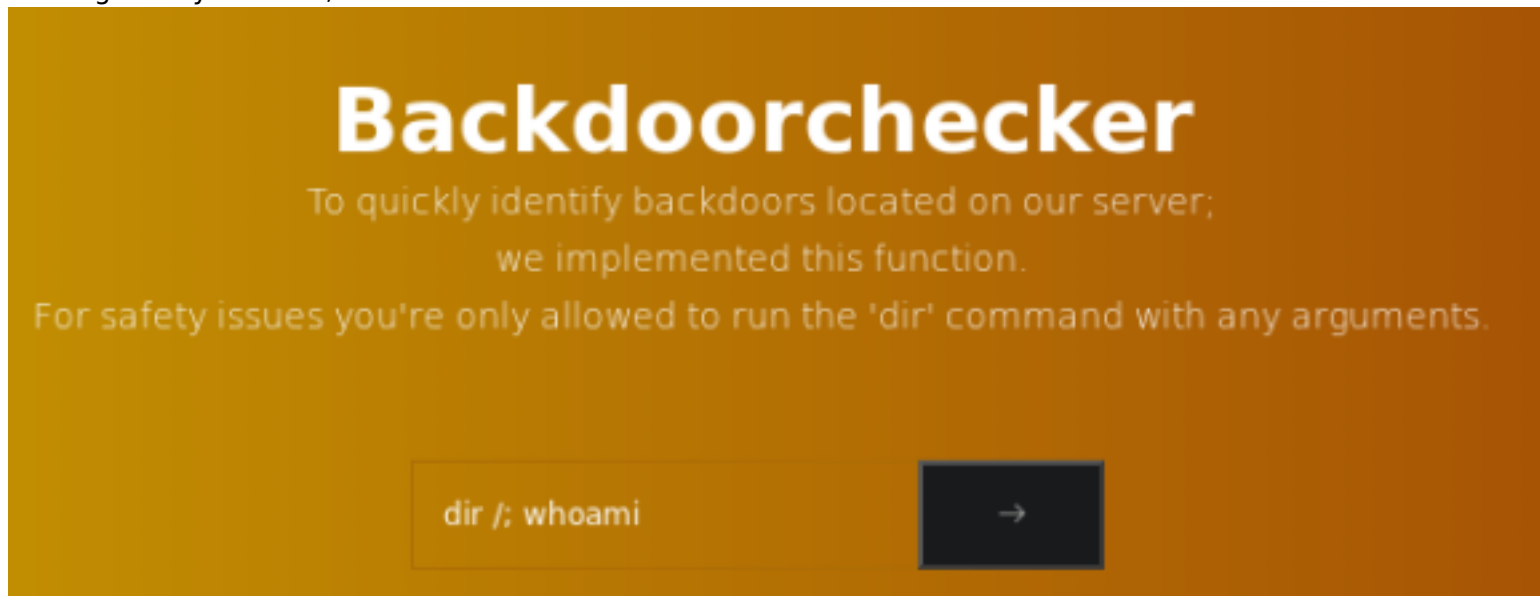 Backdoorchecker
To quickly identify backdoors located on our server;
we implemented this function.
For safety issues you're only allowed to run the 'dir' command with any arguments.
dir /; whoami
→